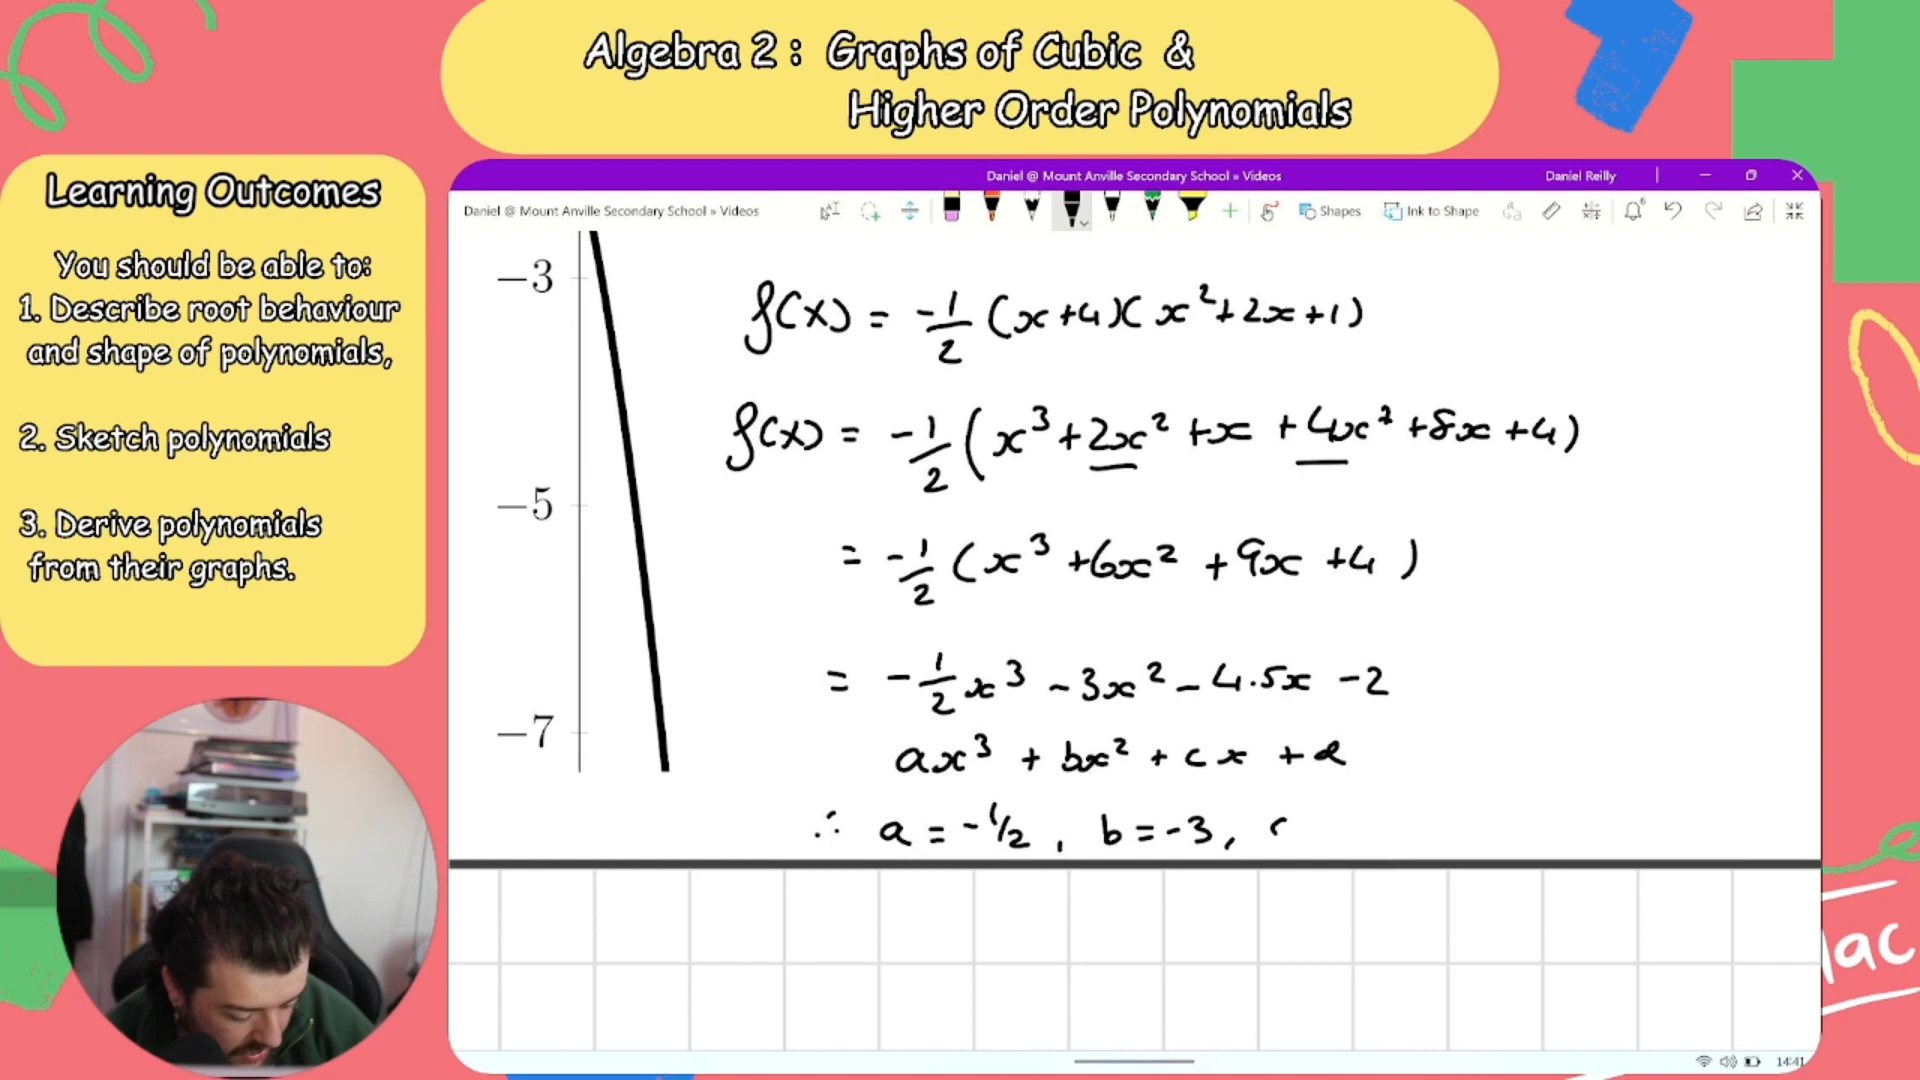 Algebra 2 : Graphs of Cubic &
Higher Order Polynomials
Learning Outcomes
You should be able to:
1. Describe root behaviour
and shape of polynomials,
2. Sketch polynomials
3. Derive polynomials
from their graphs.
Daniel @ Mount Anville Secondary School » Videos
Daniel Reilly
Daniel @ Mount Anville Secondary School » Videos
Shapes
Ink to Shape
−3
−5
−7
f(x) = -1/2 (x+4)(x²+2x+1)
f(x) = -1/2 (x³+2x²+x+4x²+8x+4)
= -1/2 (x³+6x²+9x+4)
= -1/2x³ - 3x² - 4.5x - 2
ax³ + bx² + cx + d
∴ a = -1/2, b = -3, c
14:41